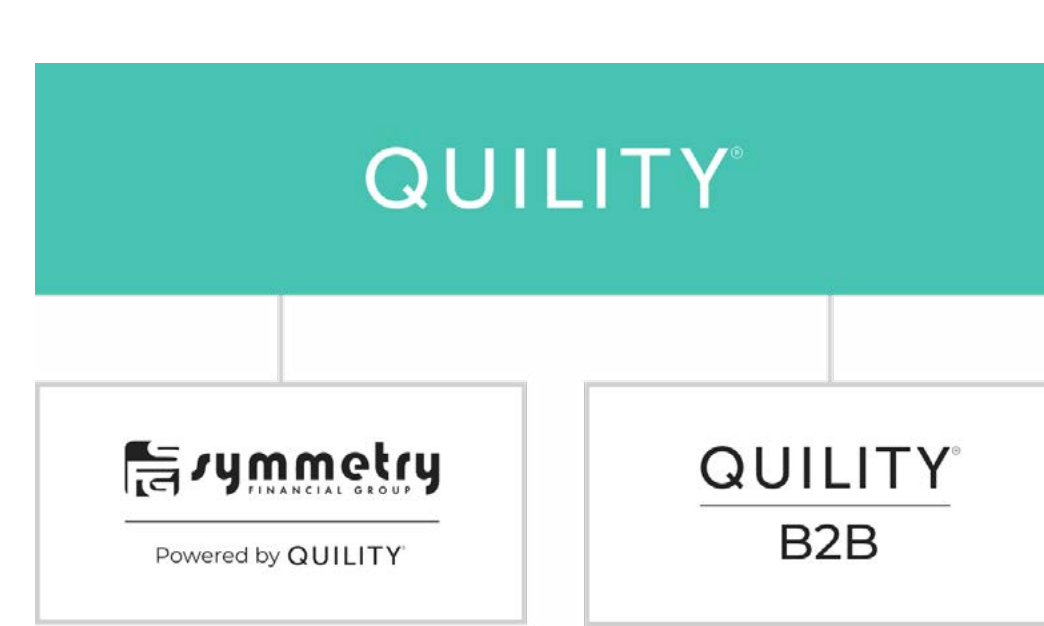 QUILITY®
symmetry
FINANCIAL GROUP
Powered by QUILITY
QUILITY®
B2B